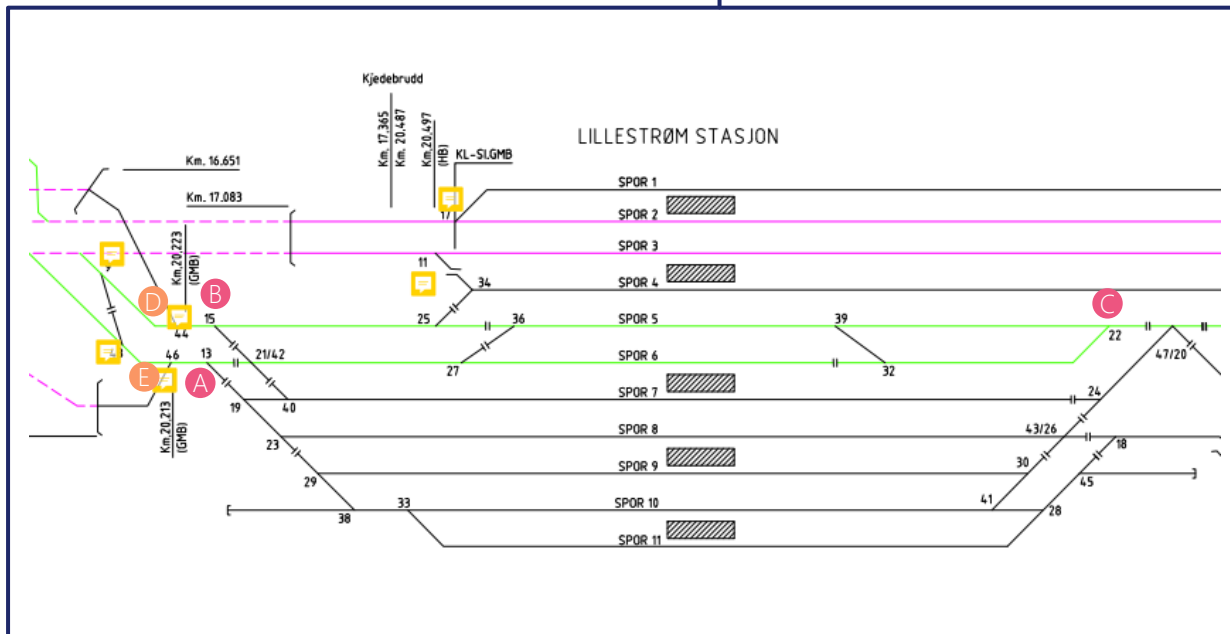 Kjedebrudd
Km. 17.365
Km. 20.487
Km.20.497
(HB)
KL-SI.GMB
LILLESTRØM STASJON
Km. 16.651
Km. 17.083
Km.20.223
(GMB)
SPOR 1
17
SPOR 2
SPOR 3
11
34
SPOR 4
D
B
C
44
15
25
36
SPOR 5
39
22
46
13
21/42
27
SPOR 6
32
47/20
E
A
19
40
SPOR 7
24
Km.20.213
(GMB)
23
SPOR 8
43/26
18
29
SPOR 9
30
45
38
33
SPOR 10
41
28
SPOR 11